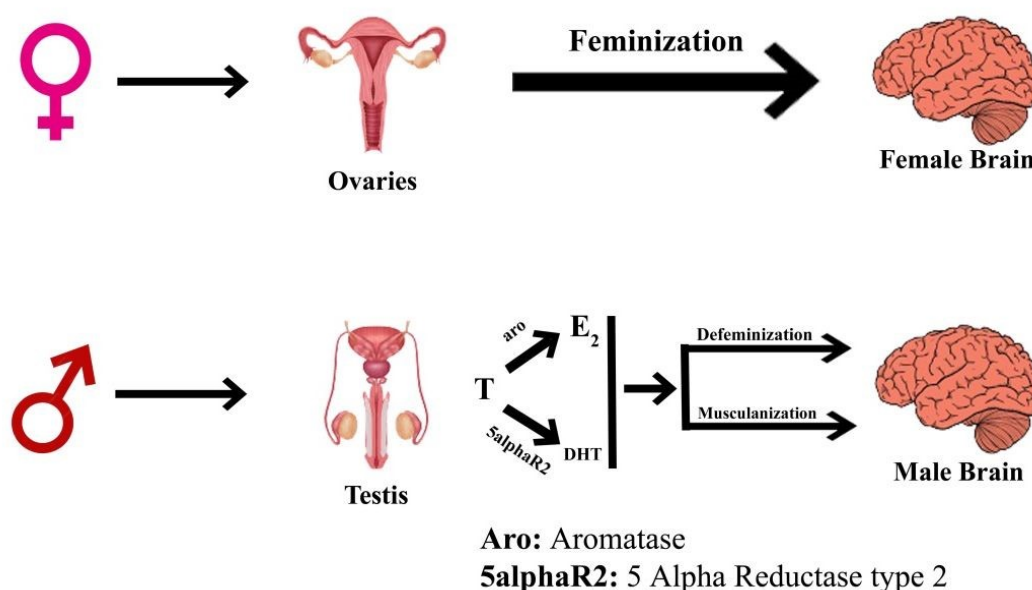 Feminization
Ovaries
Female Brain
aro
E₂
T
5alphaR2
DHT
Defeminization
Musculanization
Testis
Male Brain
Aro: Aromatase
5alphaR2: 5 Alpha Reductase type 2